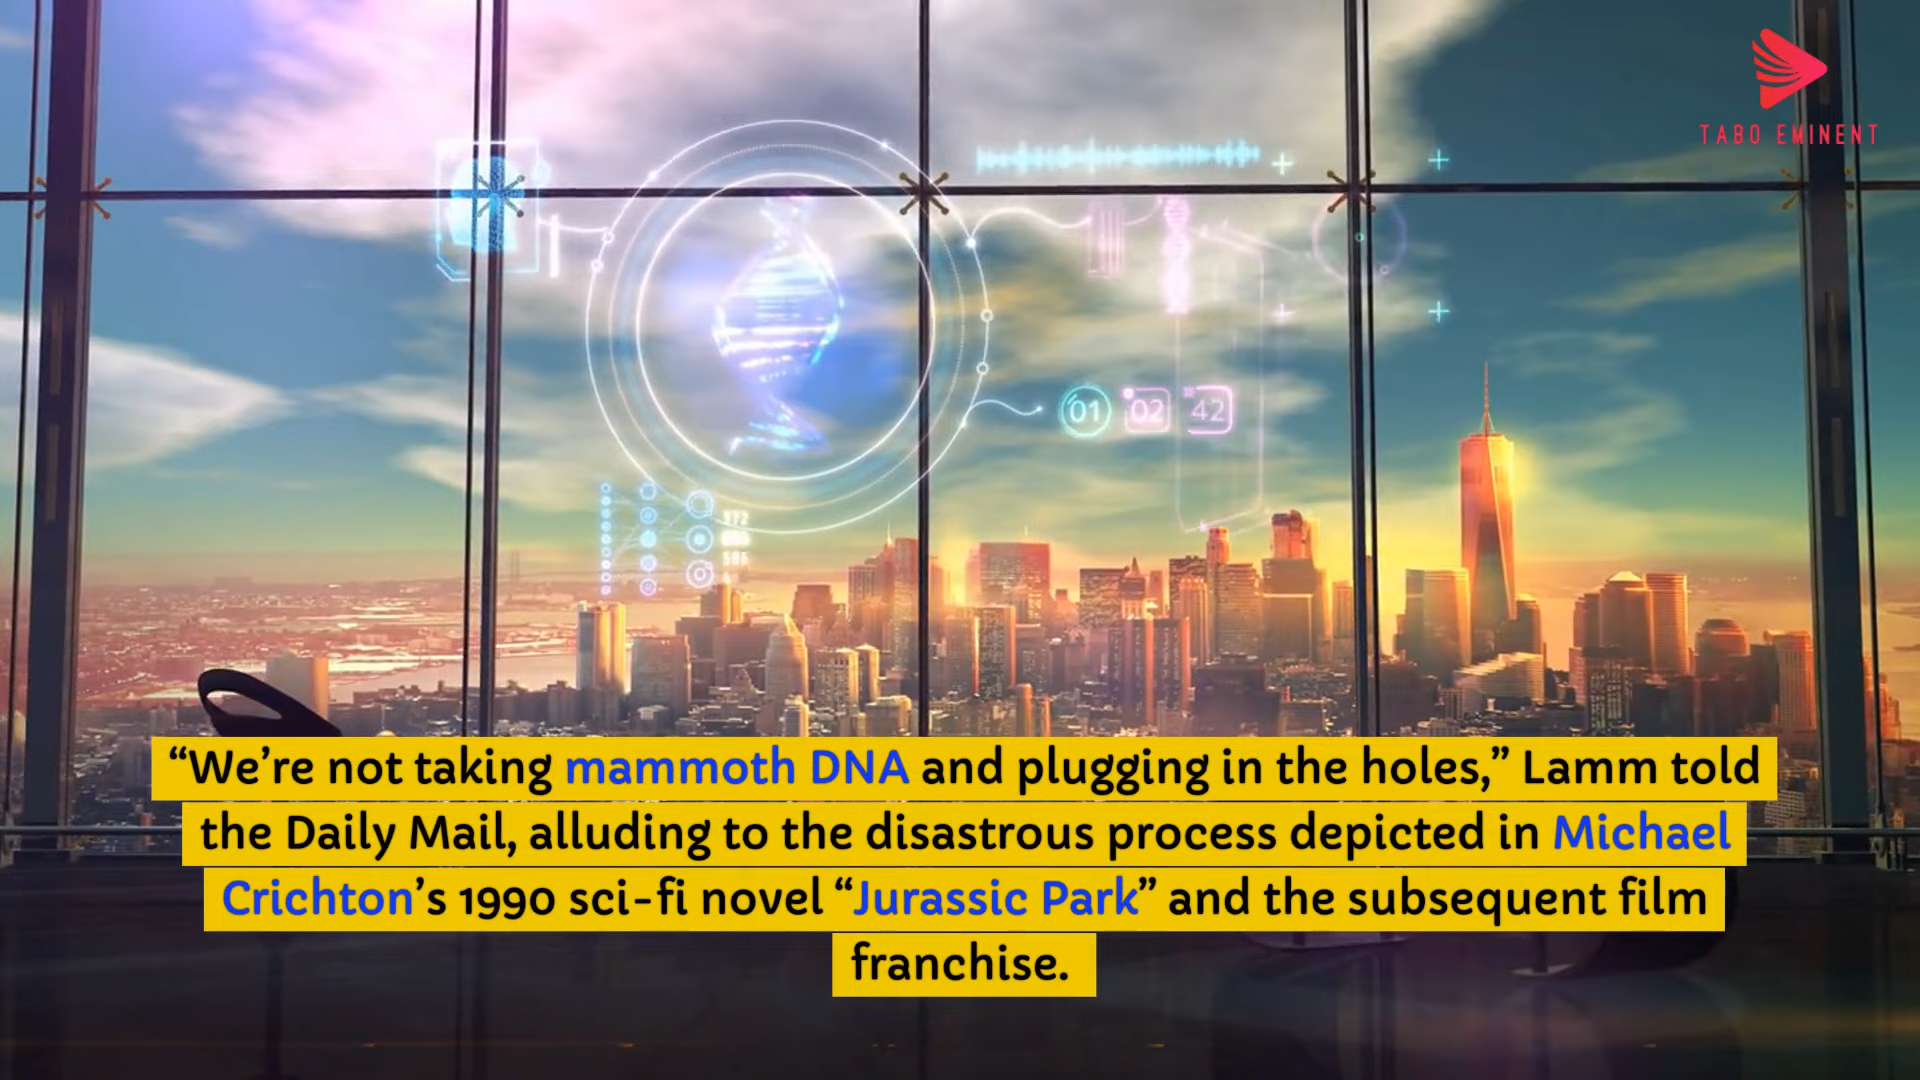 TABO EMINENT
01 02 42
“We’re not taking mammoth DNA and plugging in the holes,” Lamm told
the Daily Mail, alluding to the disastrous process depicted in Michael
Crichton’s 1990 sci-fi novel “Jurassic Park” and the subsequent film
franchise.